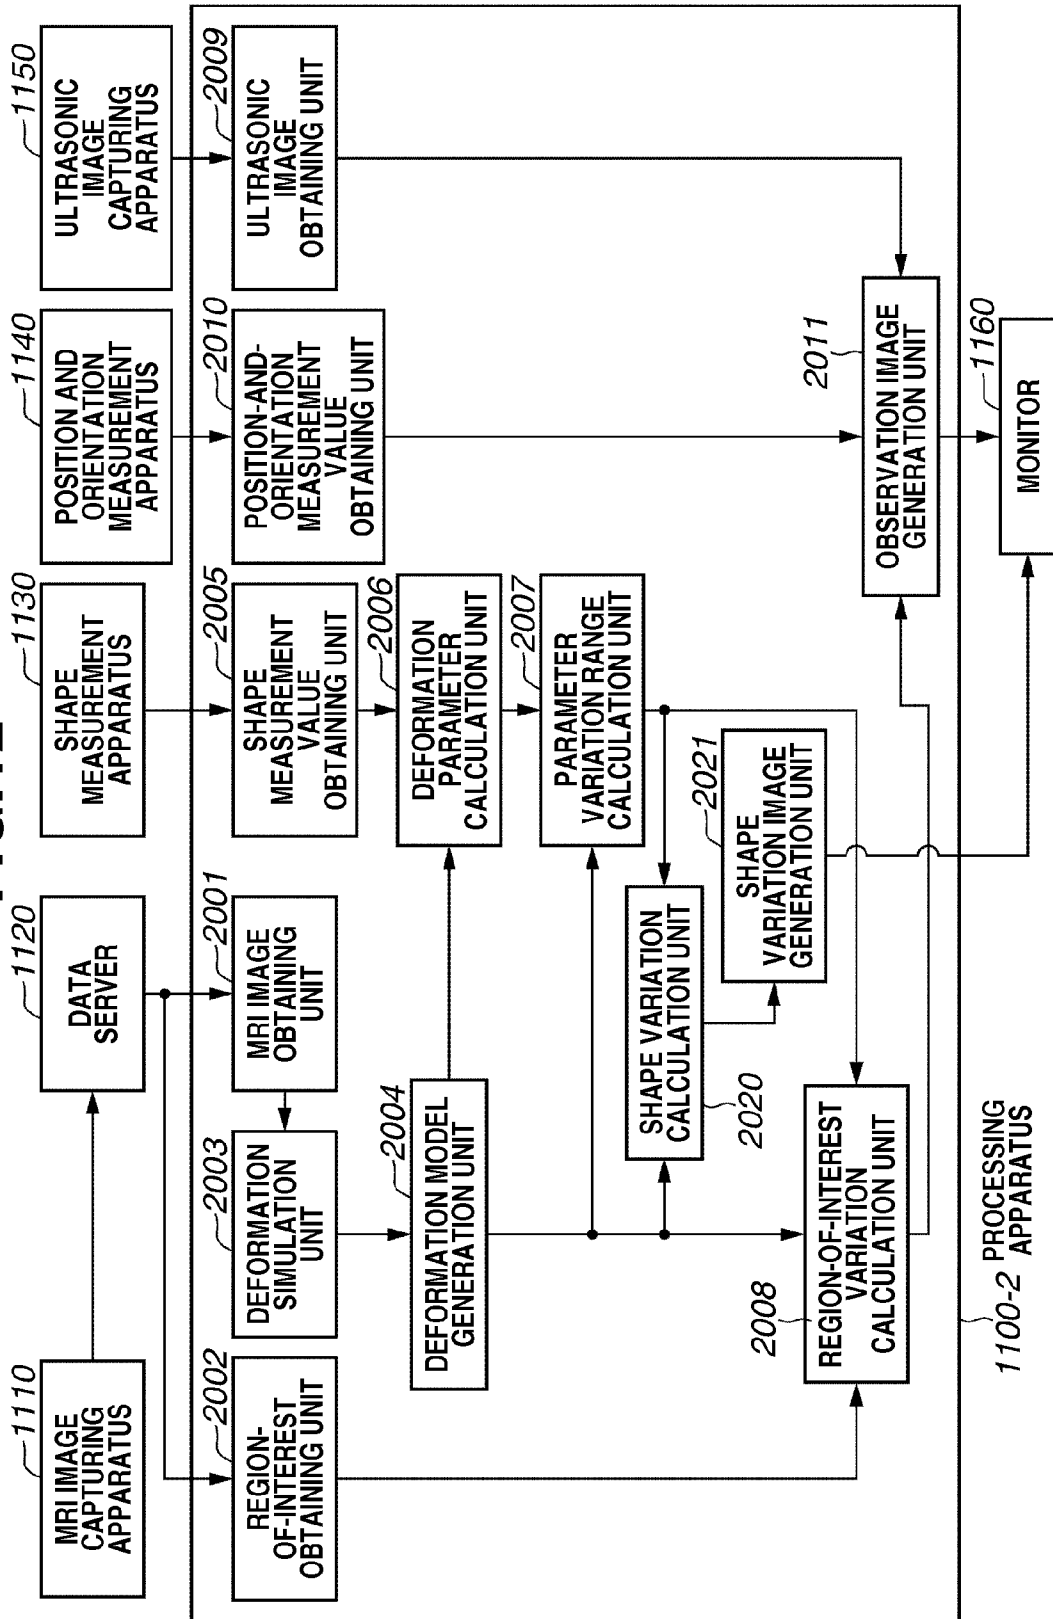 1110
MRI IMAGE
CAPTURING
APPARATUS
1120
DATA
SERVER
1130
SHAPE
MEASUREMENT
APPARATUS
1140
POSITION AND
ORIENTATION
MEASUREMENT
APPARATUS
1150
ULTRASONIC
IMAGE
CAPTURING
APPARATUS
2002
REGION-
OF-INTEREST
OBTAINING UNIT
2003
DEFORMATION
SIMULATION
UNIT
2001
MRI IMAGE
OBTAINING
UNIT
2005
SHAPE
MEASUREMENT
VALUE
OBTAINING UNIT
2010
POSITION-AND-
ORIENTATION
MEASUREMENT
VALUE
OBTAINING UNIT
2009
ULTRASONIC
IMAGE
OBTAINING UNIT
2004
DEFORMATION MODEL
GENERATION UNIT
2006
DEFORMATION
PARAMETER
CALCULATION UNIT
2007
PARAMETER
VARIATION RANGE
CALCULATION UNIT
SHAPE VARIATION
CALCULATION UNIT
2020
2021
SHAPE
VARIATION IMAGE
GENERATION UNIT
2008
REGION-OF-INTEREST
VARIATION
CALCULATION UNIT
2011
OBSERVATION IMAGE
GENERATION UNIT
1100-2
PROCESSING
APPARATUS
1160
MONITOR